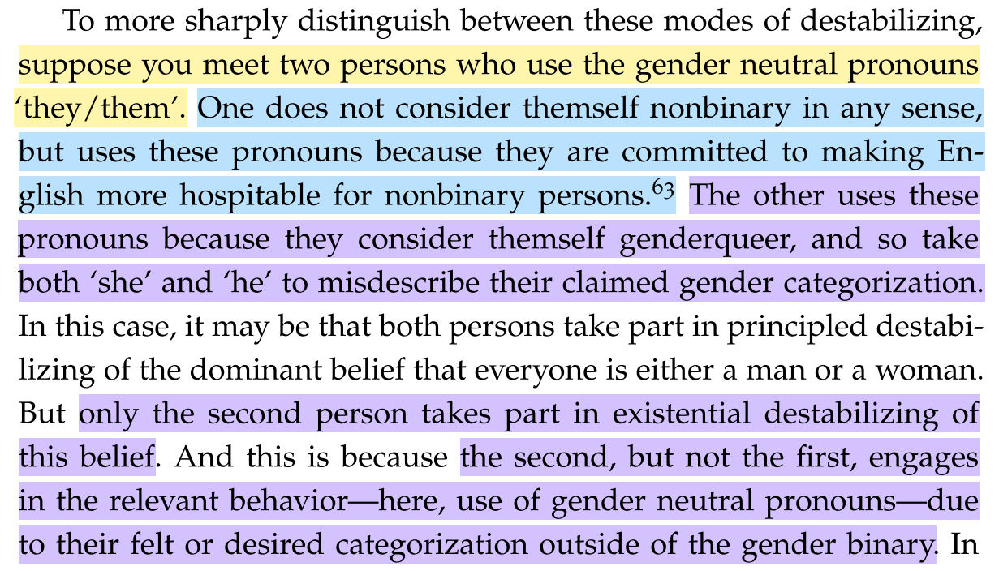 To more sharply distinguish between these modes of destabilizing,
suppose you meet two persons who use the gender neutral pronouns
‘they/them’. One does not consider themself nonbinary in any sense,
but uses these pronouns because they are committed to making En-
glish more hospitable for nonbinary persons.⁶³ The other uses these
pronouns because they consider themself genderqueer, and so take
both ‘she’ and ‘he’ to misdescribe their claimed gender categorization.
In this case, it may be that both persons take part in principled destabi-
lizing of the dominant belief that everyone is either a man or a woman.
But only the second person takes part in existential destabilizing of
this belief. And this is because the second, but not the first, engages
in the relevant behavior—here, use of gender neutral pronouns—due
to their felt or desired categorization outside of the gender binary. In